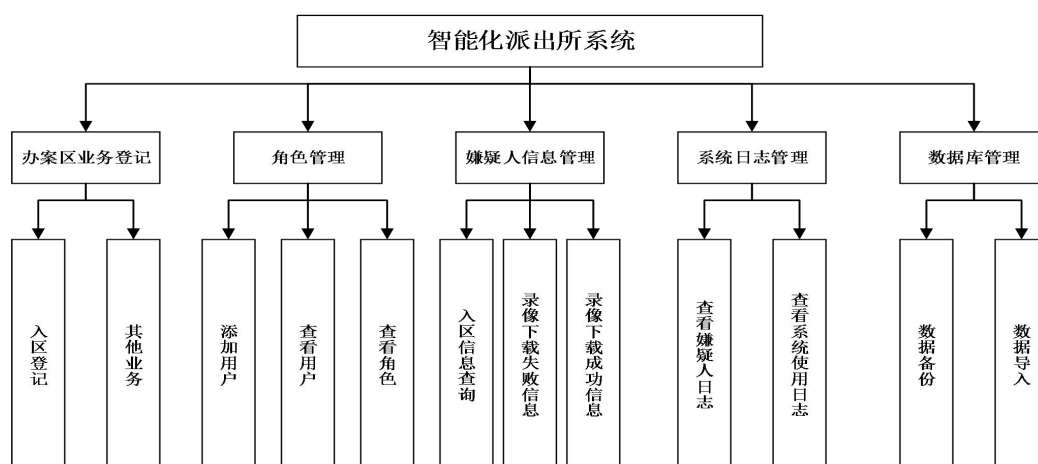 智能化派出所系统
办案区业务登记
角色管理
嫌疑人信息管理
系统日志管理
数据库管理
入区登记
其他业务
添加用户
查看用户
查看角色
入区信息查询
录像下载失败信息
录像下载成功信息
查看嫌疑人日志
查看系统使用日志
数据备份
数据导入